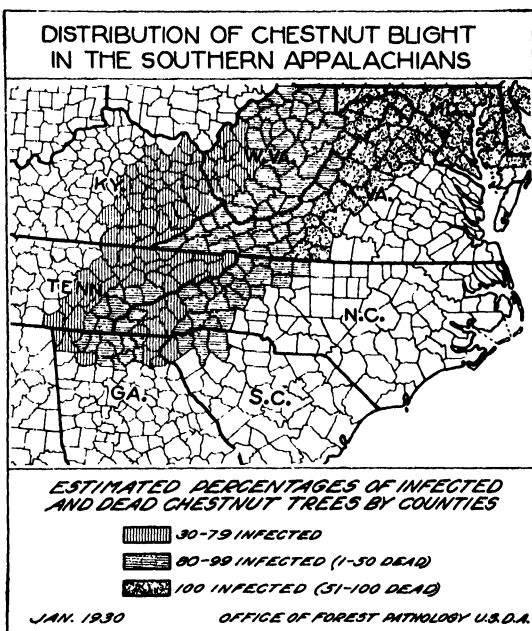 DISTRIBUTION OF CHESTNUT BLIGHT
IN THE SOUTHERN APPALACHIANS
MD.
W.VA.
KY.
VA.
TENN.
N.C.
GA.
S.C.
ESTIMATED PERCENTAGES OF INFECTED
AND DEAD CHESTNUT TREES BY COUNTIES
30-79 INFECTED
80-99 INFECTED (1-50 DEAD)
100 INFECTED (51-100 DEAD)
JAN. 1930 OFFICE OF FOREST PATHOLOGY U.S.D.A.